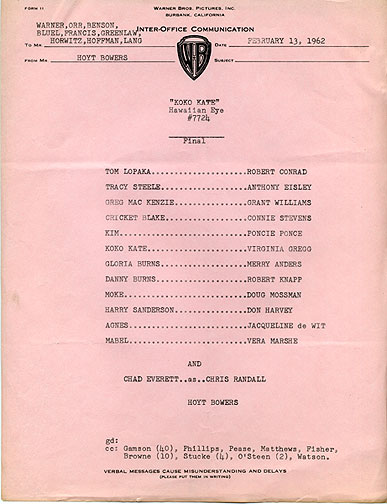 FORM 11
WARNER BROS. PICTURES, INC.
BURBANK, CALIFORNIA
WARNER,ORR,BENSON,
BLUEL,FRANCIS,GREENLAW,
INTER-OFFICE COMMUNICATION
TO MR. HORWITZ,HOFFMAN,LANG DATE FEBRUARY 13, 1962
WB
FROM MR. HOYT BOWERS SUBJECT
"KOKO KATE"
Hawaiian Eye
#7724
Final
TOM LOPAKA....................ROBERT CONRAD
TRACY STEELE..................ANTHONY EISLEY
GREG MAC KENZIE...............GRANT WILLIAMS
CRICKET BLAKE.................CONNIE STEVENS
KIM...........................PONCIE PONCE
KOKO KATE.....................VIRGINIA GREGG
GLORIA BURNS..................MERRY ANDERS
DANNY BURNS...................ROBERT KNAPP
MOKE..........................DOUG MOSSMAN
HARRY SANDERSON...............DON HARVEY
AGNES.........................JACQUELINE de WIT
MABEL.........................VERA MARSHE
AND
CHAD EVERETT..as..CHRIS RANDALL
HOYT BOWERS
gd:
cc: Gamson (40), Phillips, Pease, Matthews, Fisher,
Browne (10), Stucke (4), O'Steen (2), Watson.
VERBAL MESSAGES CAUSE MISUNDERSTANDING AND DELAYS
(PLEASE PUT THEM IN WRITING)